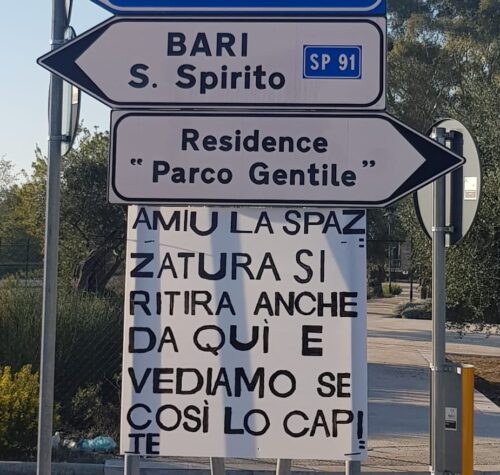 BARI
S. Spirito
SP 91
Residence
"Parco Gentile"
AMIU LA SPAZ
ZATURA SI
RITIRA ANCHE
DA QUÌ E
VEDIAMO SE
COSÌ LO CAPI
TE